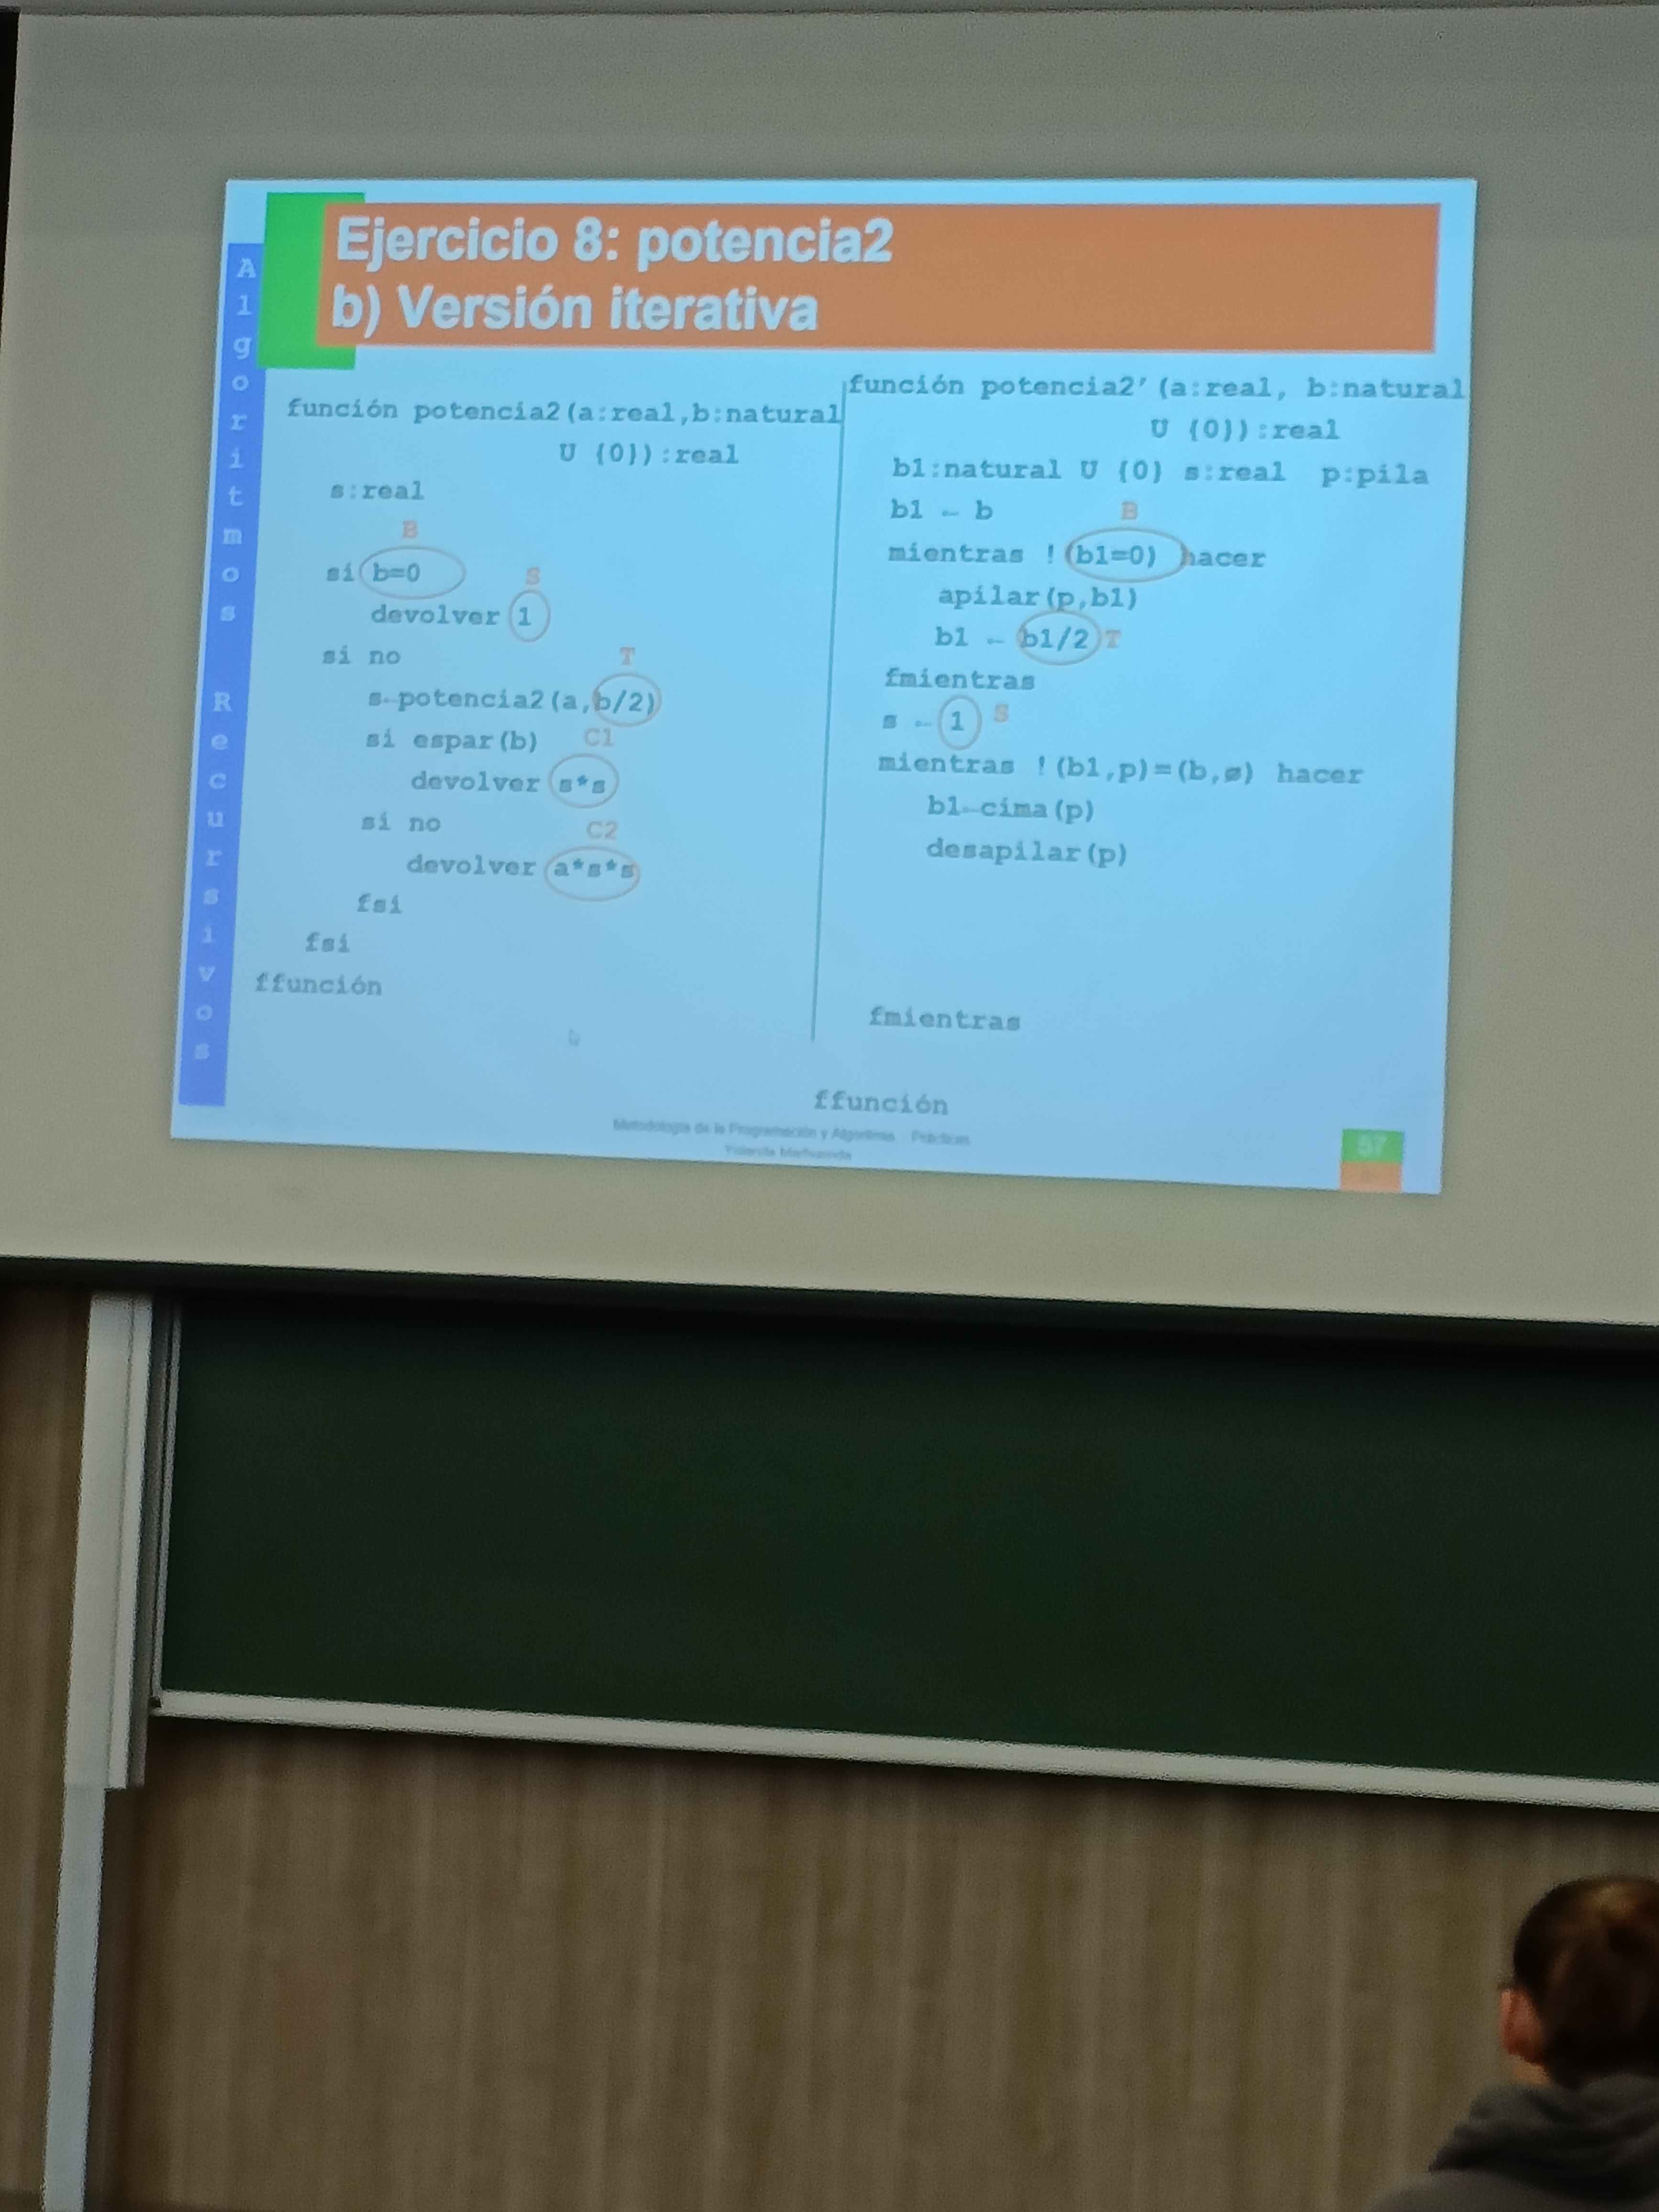 Ejercicio 8: potencia2
b) Versión iterativa
Algoritmos Recursivos
función potencia2(a:real,b:natural
U {0}):real
s:real
B
si b=0
S
devolver 1
si no
T
s←potencia2(a,b/2)
si espar(b) C1
devolver s*s
si no
C2
devolver a*s*s
fsi
fsi
ffunción
función potencia2'(a:real, b:natural
U {0}):real
b1:natural U {0} s:real p:pila
b1 ← b
B
mientras !(b1=0) hacer
apilar(p,b1)
b1 ← b1/2 T
fmientras
s ← 1 S
mientras !(b1,p)=(b,ø) hacer
b1←cima(p)
desapilar(p)
fmientras
ffunción
Metodología de la Programación y Algoritmia - Prácticas
Yolanda
57